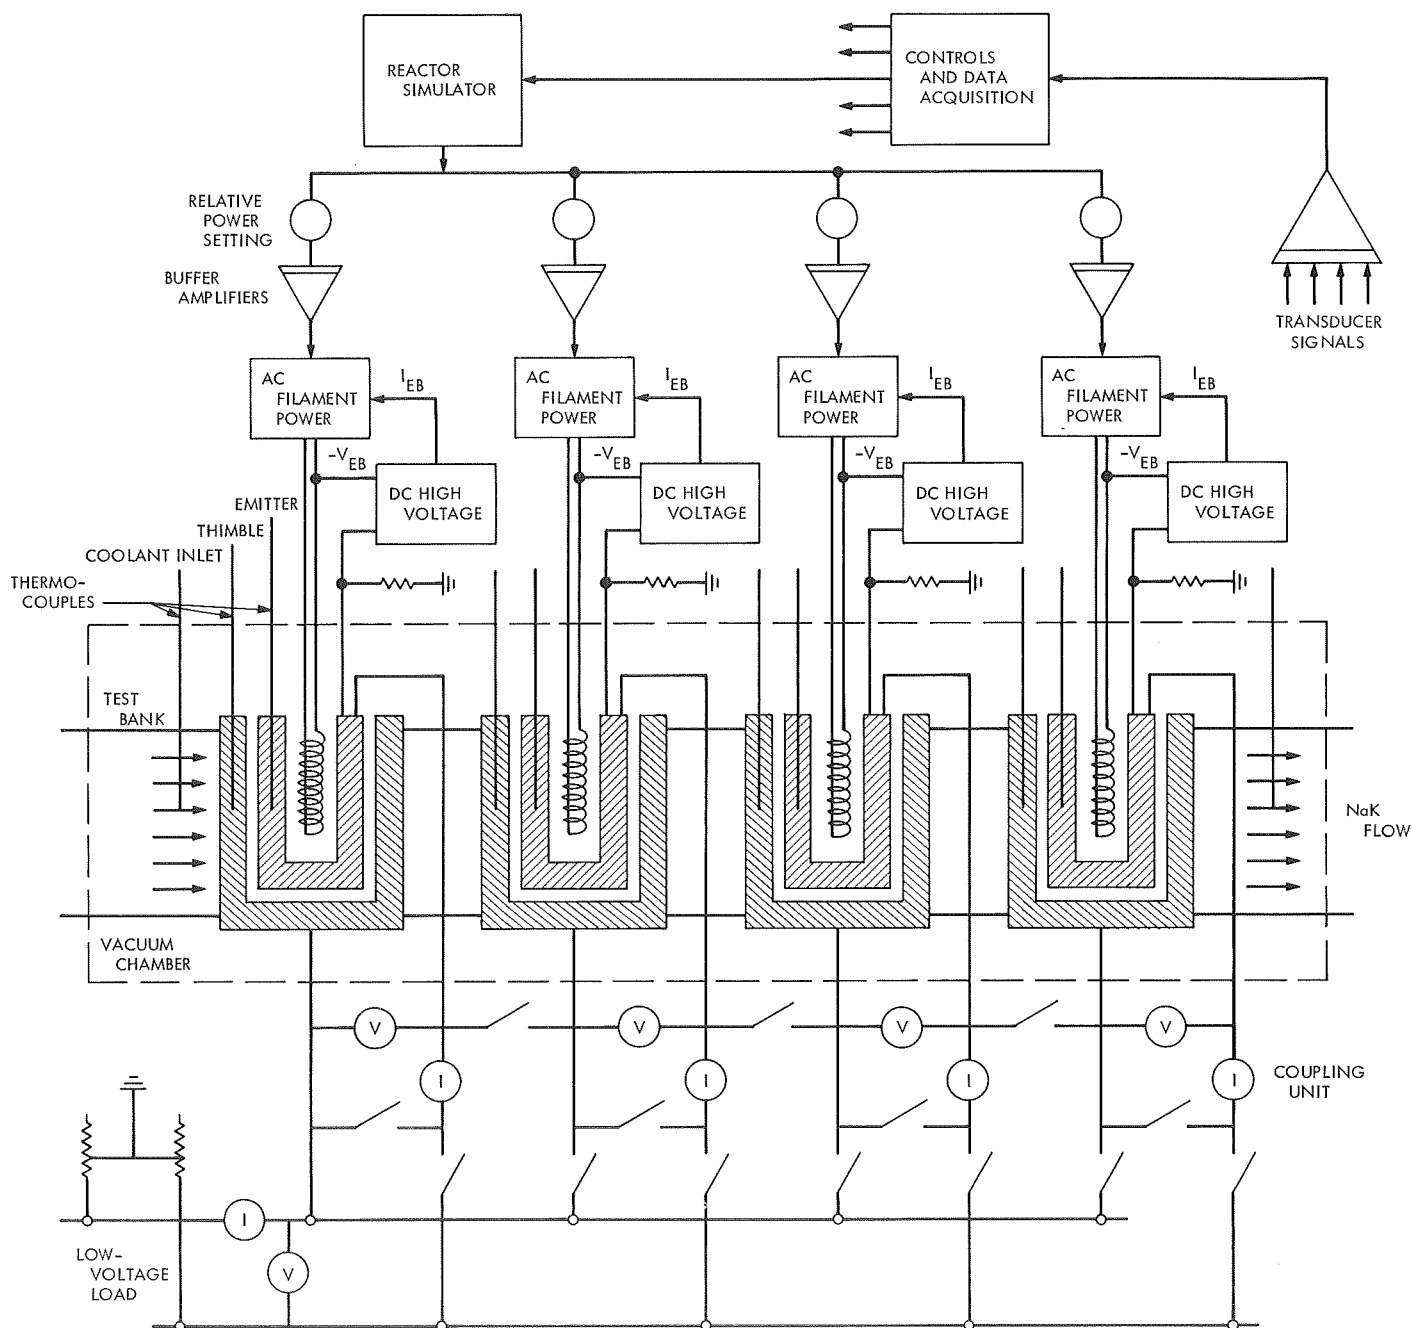 REACTOR
SIMULATOR
CONTROLS
AND DATA
ACQUISITION
RELATIVE
POWER
SETTING
BUFFER
AMPLIFIERS
TRANSDUCER
SIGNALS
AC
FILAMENT
POWER
I_EB
AC
FILAMENT
POWER
I_EB
AC
FILAMENT
POWER
I_EB
AC
FILAMENT
POWER
I_EB
-V_EB
DC HIGH
VOLTAGE
-V_EB
DC HIGH
VOLTAGE
-V_EB
DC HIGH
VOLTAGE
-V_EB
DC HIGH
VOLTAGE
EMITTER
THIMBLE
COOLANT INLET
THERMO-
COUPLES
TEST
BANK
NaK
FLOW
VACUUM
CHAMBER
V
V
V
V
I
I
I
I
COUPLING
UNIT
I
LOW-
VOLTAGE
LOAD
V